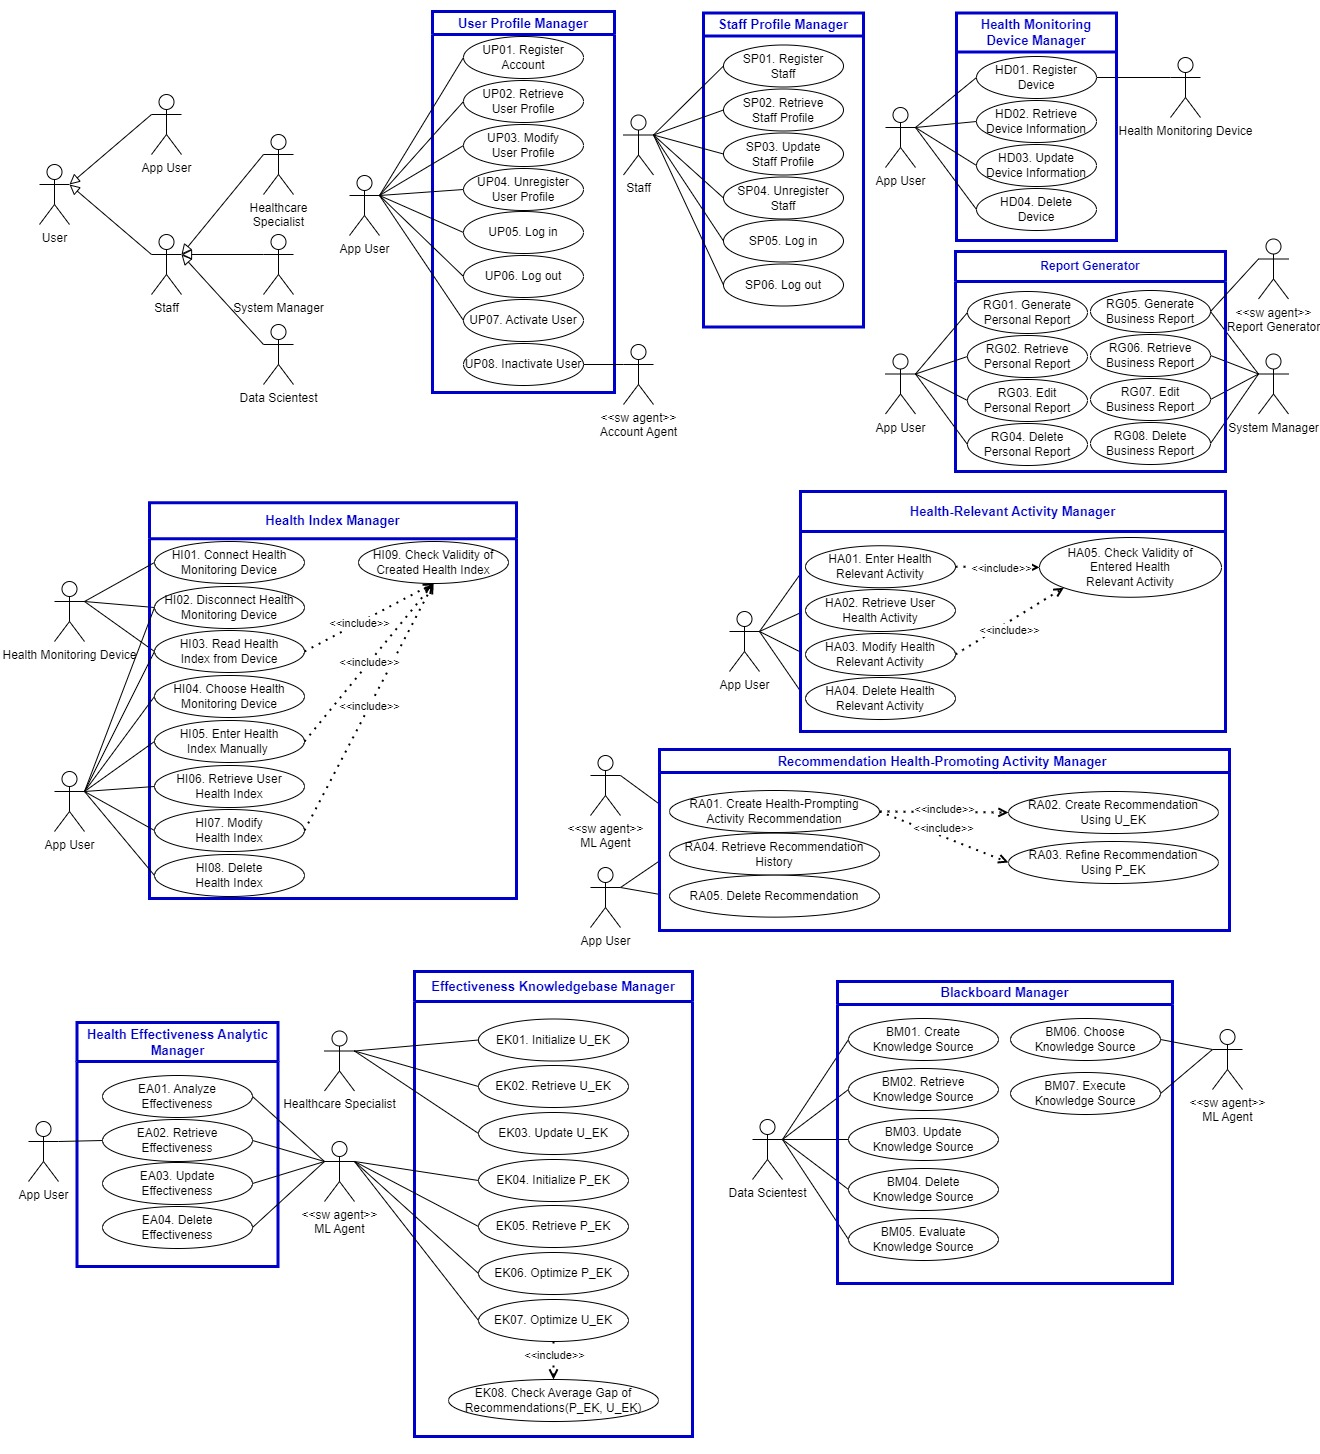 User Profile Manager
UP01. Register
Account
UP02. Retrieve
User Profile
UP03. Modify
User Profile
UP04. Unregister
User Profile
UP05. Log in
UP06. Log out
UP07. Activate User
UP08. Inactivate User
App User
<<sw agent>>
Account Agent
Staff Profile Manager
SP01. Register
Staff
SP02. Retrieve
Staff Profile
SP03. Update
Staff Profile
SP04. Unregister
Staff
SP05. Log in
SP06. Log out
Staff
Health Monitoring
Device Manager
HD01. Register
Device
HD02. Retrieve
Device Information
HD03. Update
Device Information
HD04. Delete
Device
App User
Health Monitoring Device
App User
User
Healthcare
Specialist
Staff
System Manager
Data Scientest
Report Generator
RG01. Generate
Personal Report
RG02. Retrieve
Personal Report
RG03. Edit
Personal Report
RG04. Delete
Personal Report
RG05. Generate
Business Report
RG06. Retrieve
Business Report
RG07. Edit
Business Report
RG08. Delete
Business Report
App User
<<sw agent>>
Report Generator
System Manager
Health Index Manager
HI01. Connect Health
Monitoring Device
HI02. Disconnect Health
Monitoring Device
HI03. Read Health
Index from Device
HI04. Choose Health
Monitoring Device
HI05. Enter Health
Index Manually
HI06. Retrieve User
Health Index
HI07. Modify
Health Index
HI08. Delete
Health Index
HI09. Check Validity of
Created Health Index
<<include>>
<<include>>
<<include>>
Health Monitoring Device
App User
Health-Relevant Activity Manager
HA01. Enter Health
Relevant Activity
HA02. Retrieve User
Health Activity
HA03. Modify Health
Relevant Activity
HA04. Delete Health
Relevant Activity
<<include>>
<<include>>
HA05. Check Validity of
Entered Health
Relevant Activity
App User
Recommendation Health-Promoting Activity Manager
RA01. Create Health-Prompting
Activity Recommendation
RA04. Retrieve Recommendation
History
RA05. Delete Recommendation
<<include>>
<<include>>
RA02. Create Recommendation
Using U_EK
RA03. Refine Recommendation
Using P_EK
<<sw agent>>
ML Agent
App User
Health Effectiveness Analytic
Manager
EA01. Analyze
Effectiveness
EA02. Retrieve
Effectiveness
EA03. Update
Effectiveness
EA04. Delete
Effectiveness
App User
Healthcare Specialist
<<sw agent>>
ML Agent
Effectiveness Knowledgebase Manager
EK01. Initialize U_EK
EK02. Retrieve U_EK
EK03. Update U_EK
EK04. Initialize P_EK
EK05. Retrieve P_EK
EK06. Optimize P_EK
EK07. Optimize U_EK
<<include>>
EK08. Check Average Gap of
Recommendations(P_EK, U_EK)
Blackboard Manager
BM01. Create
Knowledge Source
BM02. Retrieve
Knowledge Source
BM03. Update
Knowledge Source
BM04. Delete
Knowledge Source
BM05. Evaluate
Knowledge Source
BM06. Choose
Knowledge Source
BM07. Execute
Knowledge Source
Data Scientest
<<sw agent>>
ML Agent